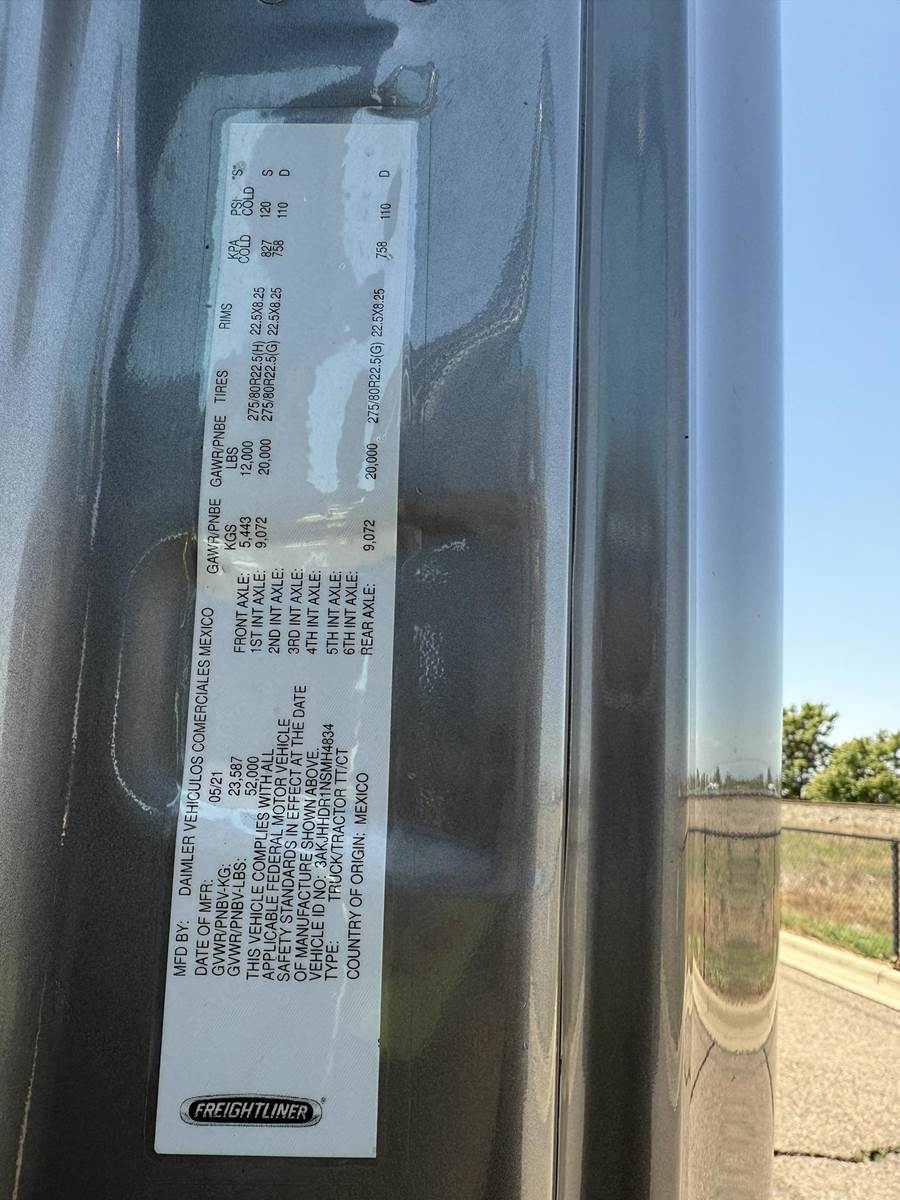 FREIGHTLINER
MFD BY: DAIMLER VEHICULOS COMERCIALES MEXICO
DATE OF MFR: 05/21
GVWR/PNBV-KG: 23,587
GVWR/PNBV-LBS: 52,000
THIS VEHICLE COMPLIES WITH ALL
APPLICABLE FEDERAL MOTOR VEHICLE
SAFETY STANDARDS IN EFFECT AT THE DATE
OF MANUFACTURE SHOWN ABOVE.
VEHICLE ID NO: 3AKJHHDR1NSMH4834
TYPE: TRUCK/TRACTOR TT/CT
COUNTRY OF ORIGIN: MEXICO
GAWR/PNBE KGS GAWR/PNBE LBS TIRES RIMS KPA COLD PSI COLD *S*
FRONT AXLE: 5,443 12,000 275/80R22.5(H) 22.5X8.25 827 120 S
1ST INT AXLE: 9,072 20,000 275/80R22.5(G) 22.5X8.25 758 110 D
2ND INT AXLE:
3RD INT AXLE:
4TH INT AXLE:
5TH INT AXLE:
6TH INT AXLE:
REAR AXLE: 9,072 20,000 275/80R22.5(G) 22.5X8.25 758 110 D